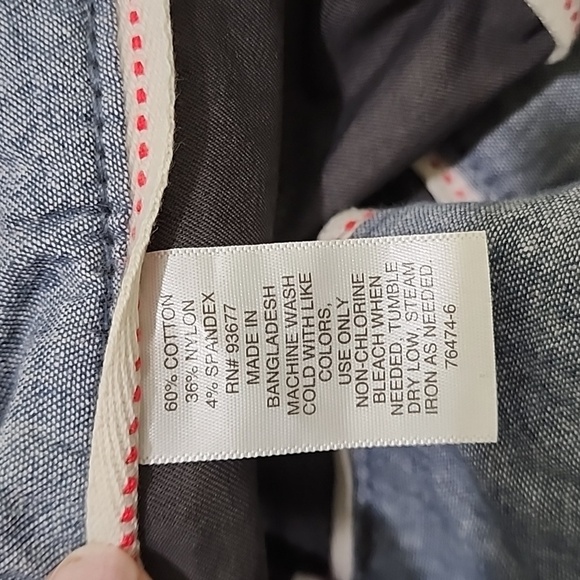 60% COTTON
36% NYLON
4% SPANDEX
RN# 93677
MADE IN
BANGLADESH
MACHINE WASH
COLD WITH LIKE
COLORS,
USE ONLY
NON-CHLORINE
BLEACH WHEN
NEEDED. TUMBLE
DRY LOW, STEAM
IRON AS NEEDED.
76474-6